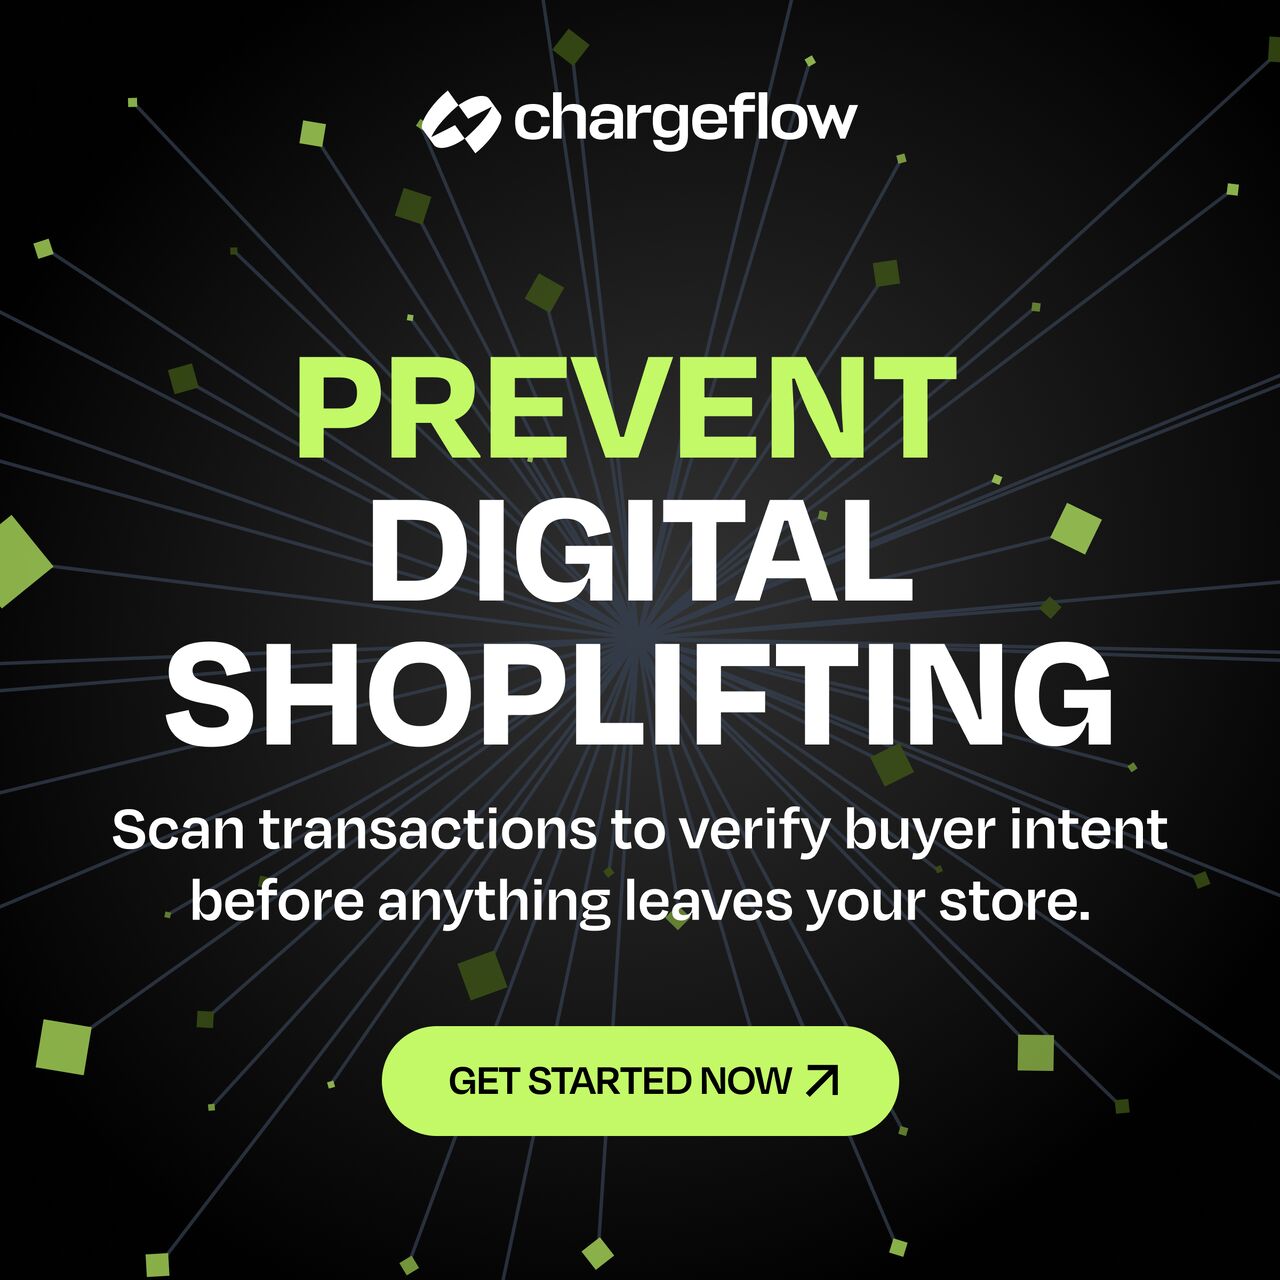 chargeflow
PREVENT
DIGITAL
SHOPLIFTING
Scan transactions to verify buyer intent
before anything leaves your store.
GET STARTED NOW